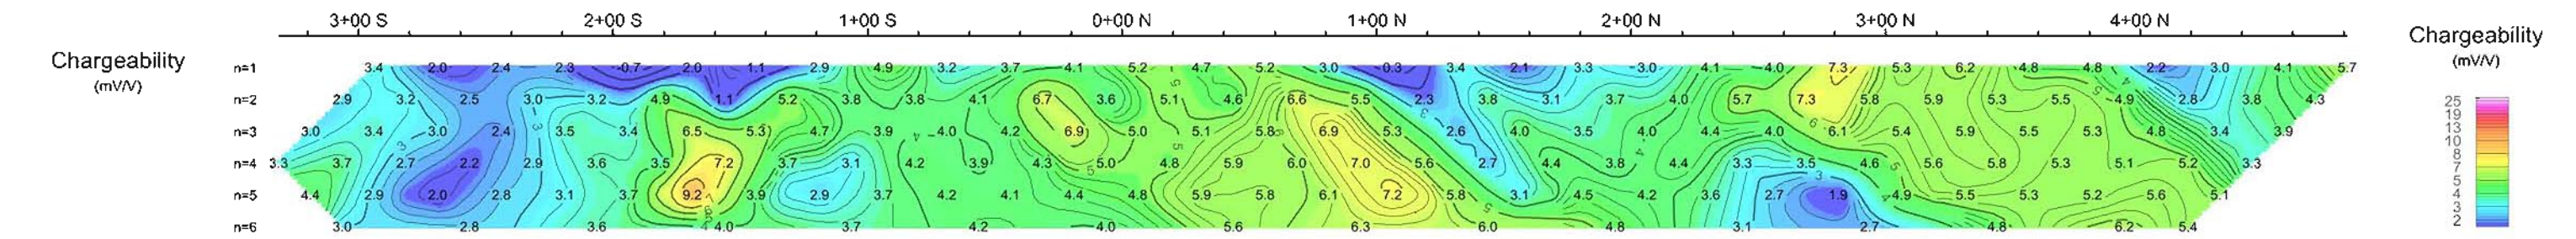 3+00 S 2+00 S 1+00 S 0+00 N 1+00 N 2+00 N 3+00 N 4+00 N
Chargeability
(mV/V)
n=1 3.4 2.0 2.4 2.3 -0.7 2.0 1.1 2.9 4.9 3.2 3.7 4.1 5.2 4.7 5.2 3.0 0.3 3.4 2.1 3.3 3.0 4.1 4.0 7.3 5.3 6.2 4.8 4.8 2.2 3.0 4.1 5.7
n=2 2.9 3.2 2.5 3.0 3.2 4.9 1.1 5.2 3.8 3.8 4.1 6.7 3.6 5.1 4.6 6.6 5.5 2.3 3.8 3.1 3.7 4.0 5.7 7.3 5.8 5.9 5.3 5.5 4.9 2.8 3.8 4.3
n=3 3.0 3.4 3.0 2.4 3.5 3.4 6.5 5.3 4.7 3.9 4.0 4.2 6.9 5.0 5.1 5.8 6.9 5.3 2.6 4.0 3.5 4.0 4.4 4.0 6.1 5.4 5.9 5.5 5.3 4.8 3.4 3.9
n=4 3.3 3.7 2.7 2.2 2.9 3.6 3.5 7.2 3.7 3.1 4.2 3.9 4.3 5.0 4.8 5.9 6.0 7.0 5.6 2.7 4.4 3.8 4.4 3.3 3.5 4.6 5.6 5.8 5.3 5.1 5.2 3.3
n=5 4.4 2.9 2.0 2.8 3.1 3.7 9.2 3.9 2.9 3.7 4.2 4.1 4.4 4.8 5.9 5.8 6.1 7.2 5.8 3.1 4.5 4.2 3.6 2.7 1.9 4.9 5.5 5.3 5.2 5.6 5.1
n=6 3.0 2.8 3.6 4.0 3.7 4.2 4.0 5.6 6.3 6.0 4.8 3.1 2.7 4.8 6.2 5.4
Chargeability
(mV/V)
25
19
13
10
8
7
5
4
3
2